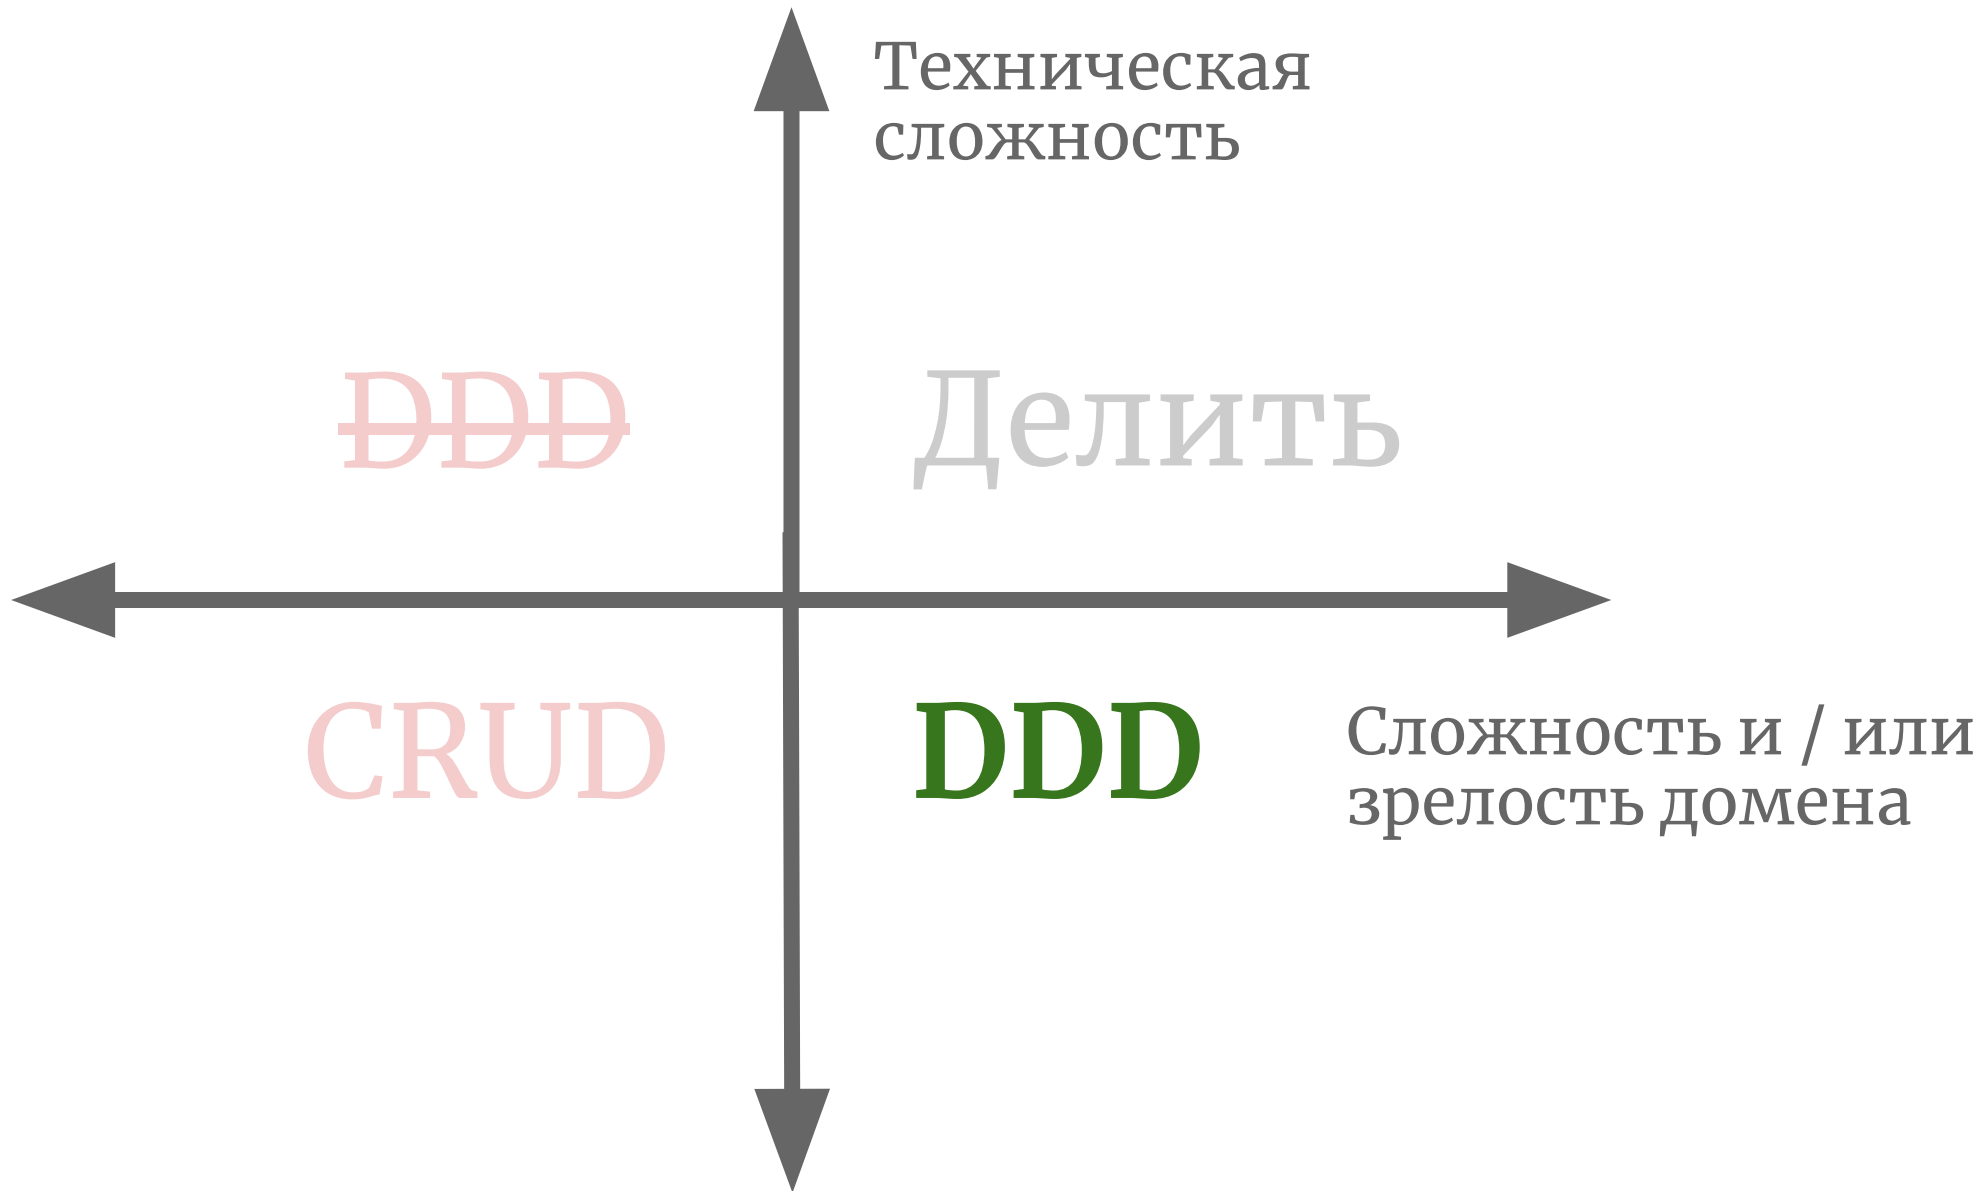 Техническая
сложность
DDD
Делить
CRUD
DDD
Сложность и / или
зрелость домена